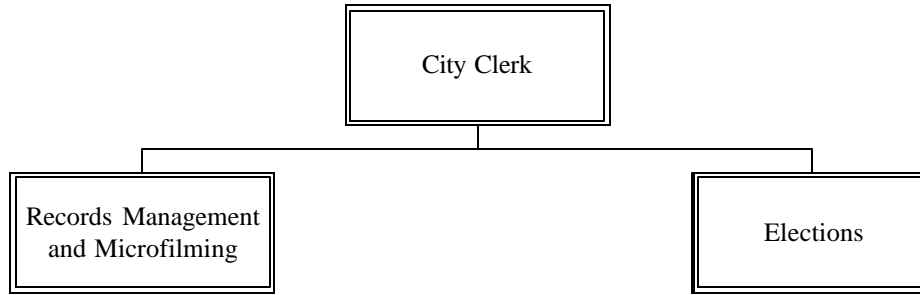 City Clerk
Records Management
and Microfilming
Elections